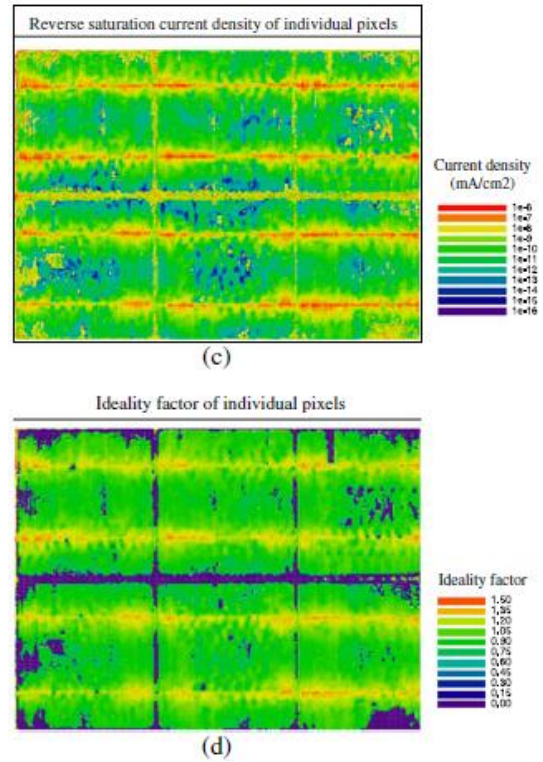 Reverse saturation current density of individual pixels
Current density
(mA/cm2)
1e-6
1e-7
1e-8
1e-9
1e-10
1e-11
1e-12
1e-13
1e-14
1e-15
1e-16
(c)
Ideality factor of individual pixels
Ideality factor
1.50
1.35
1.20
1.05
0.90
0.75
0.60
0.45
0.30
0.15
0.00
(d)